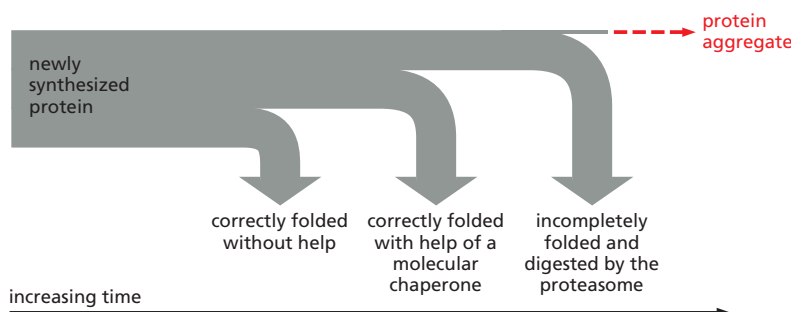 protein
aggregate
newly
synthesized
protein
correctly folded
without help
correctly folded
with help of a
molecular
chaperone
incompletely
folded and
digested by the
proteasome
increasing time